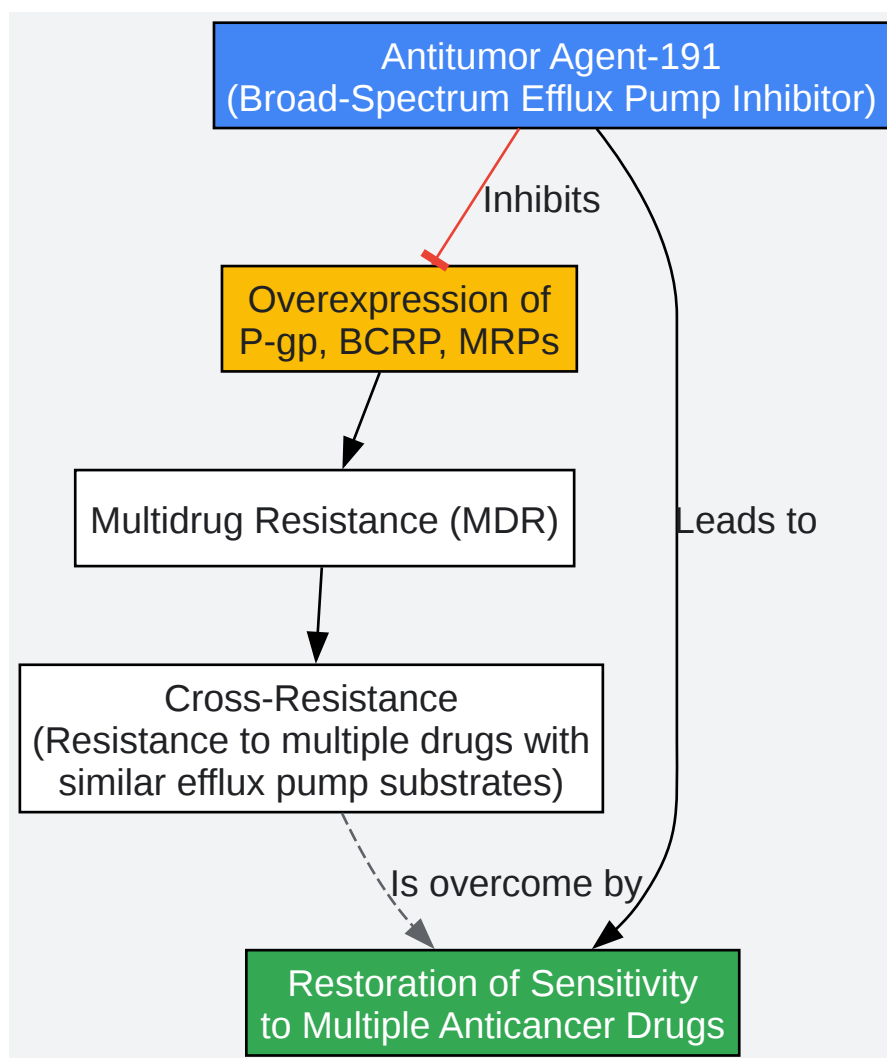 Antitumor Agent-191
(Broad-Spectrum Efflux Pump Inhibitor)
Inhibits
Overexpression of
P-gp, BCRP, MRPs
Multidrug Resistance (MDR)
Leads to
Cross-Resistance
(Resistance to multiple drugs with
similar efflux pump substrates)
Is overcome by
Restoration of Sensitivity
to Multiple Anticancer Drugs